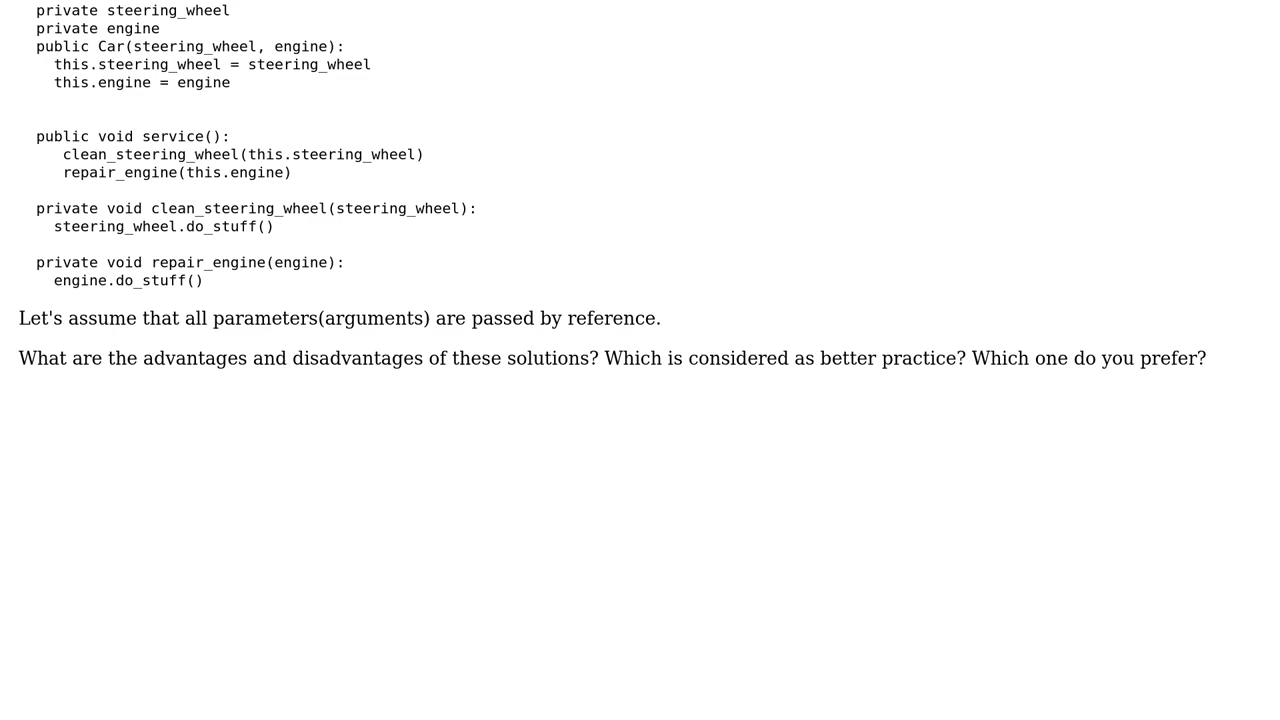 private steering_wheel
private engine
public Car(steering_wheel, engine):
this.steering_wheel = steering_wheel
this.engine = engine
public void service():
clean_steering_wheel(this.steering_wheel)
repair_engine(this.engine)
private void clean_steering_wheel(steering_wheel):
steering_wheel.do_stuff()
private void repair_engine(engine):
engine.do_stuff()
Let's assume that all parameters(arguments) are passed by reference.
What are the advantages and disadvantages of these solutions? Which is considered as better practice? Which one do you prefer?